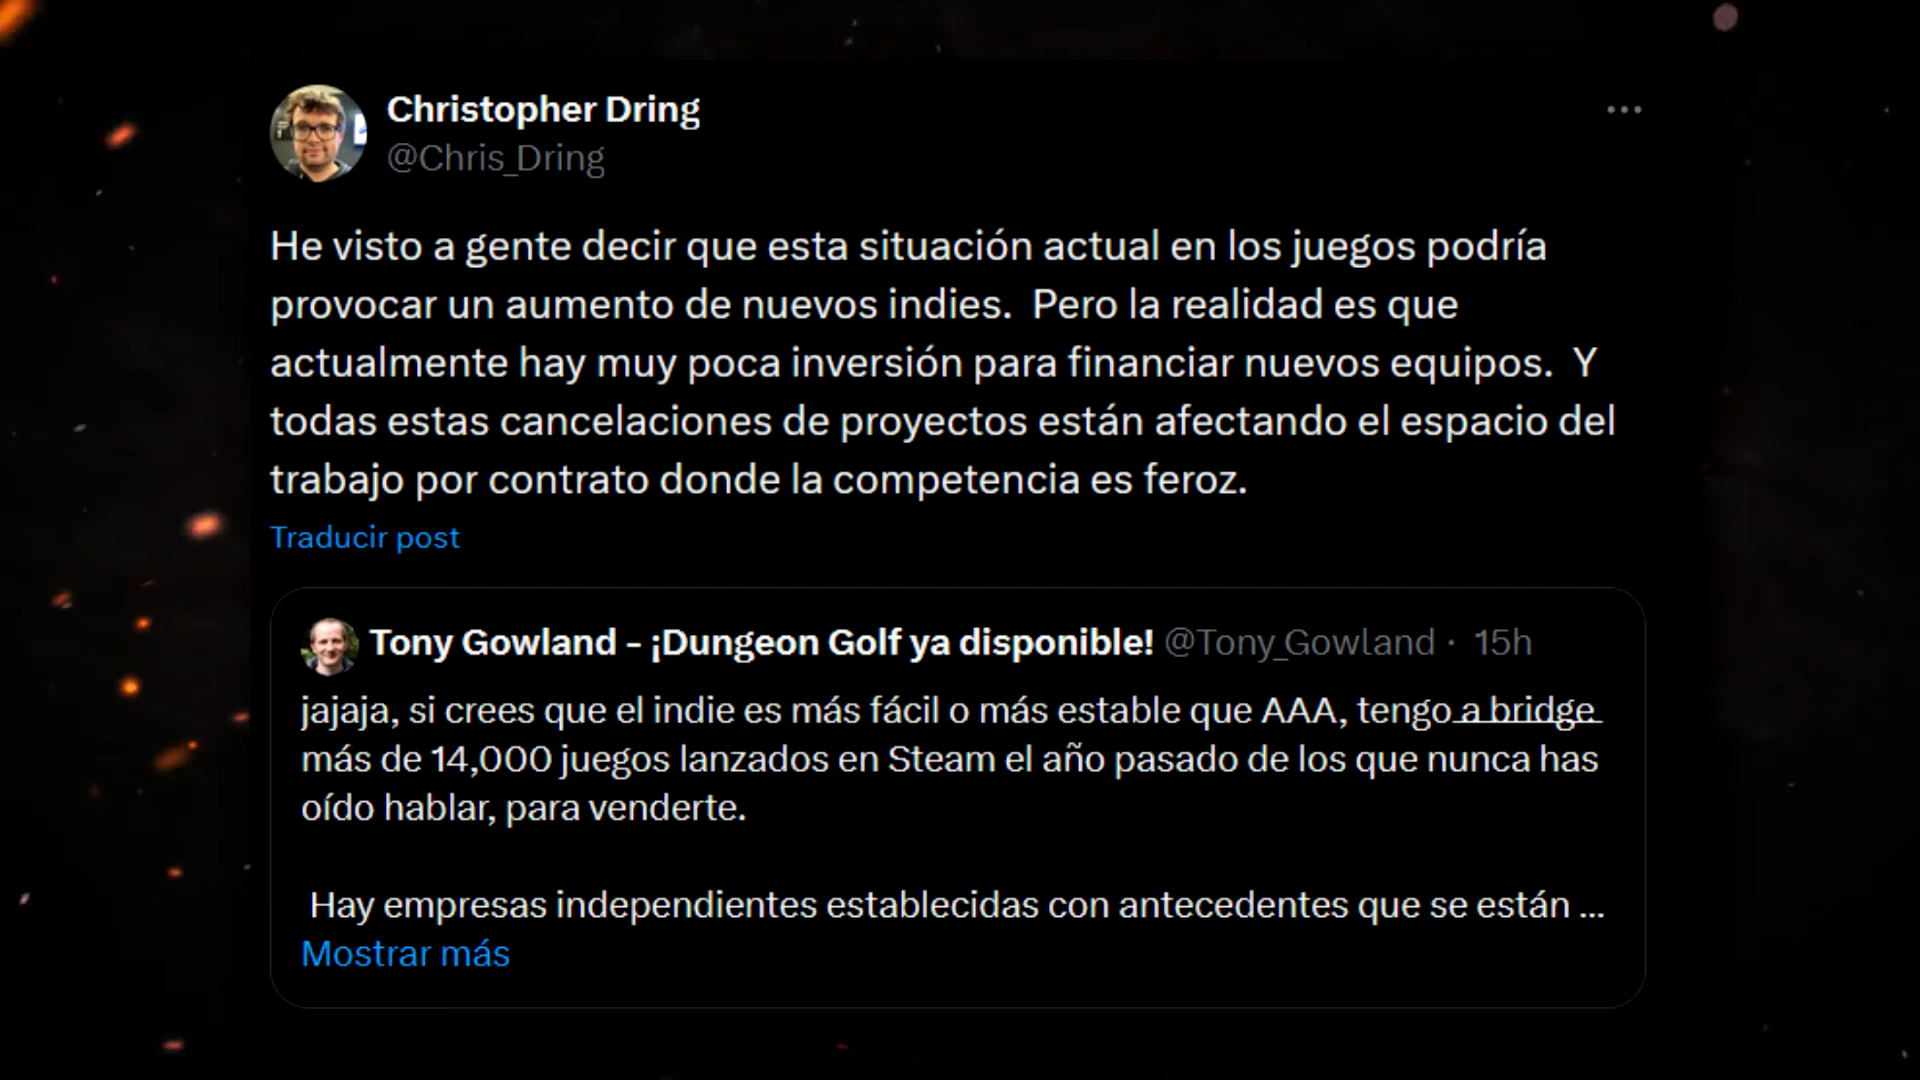 Christopher Dring
@Chris_Dring
He visto a gente decir que esta situación actual en los juegos podría
provocar un aumento de nuevos indies.  Pero la realidad es que
actualmente hay muy poca inversión para financiar nuevos equipos.  Y
todas estas cancelaciones de proyectos están afectando el espacio del
trabajo por contrato donde la competencia es feroz.
Traducir post
Tony Gowland - ¡Dungeon Golf ya disponible! @Tony_Gowland · 15h
jajaja, si crees que el indie es más fácil o más estable que AAA, tengo a bridge
más de 14,000 juegos lanzados en Steam el año pasado de los que nunca has
oído hablar, para venderte.
Hay empresas independientes establecidas con antecedentes que se están ...
Mostrar más